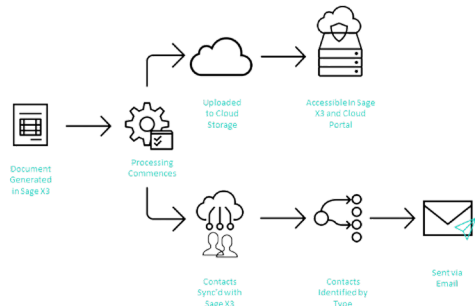 Uploaded
to Cloud
Storage
Accessible in Sage
X3 and Cloud
Portal
Document
Generated
in Sage X3
Processing
Commences
Contacts
Sync'd with
Sage X3
Contacts
Identified by
Type
Sent via
Email